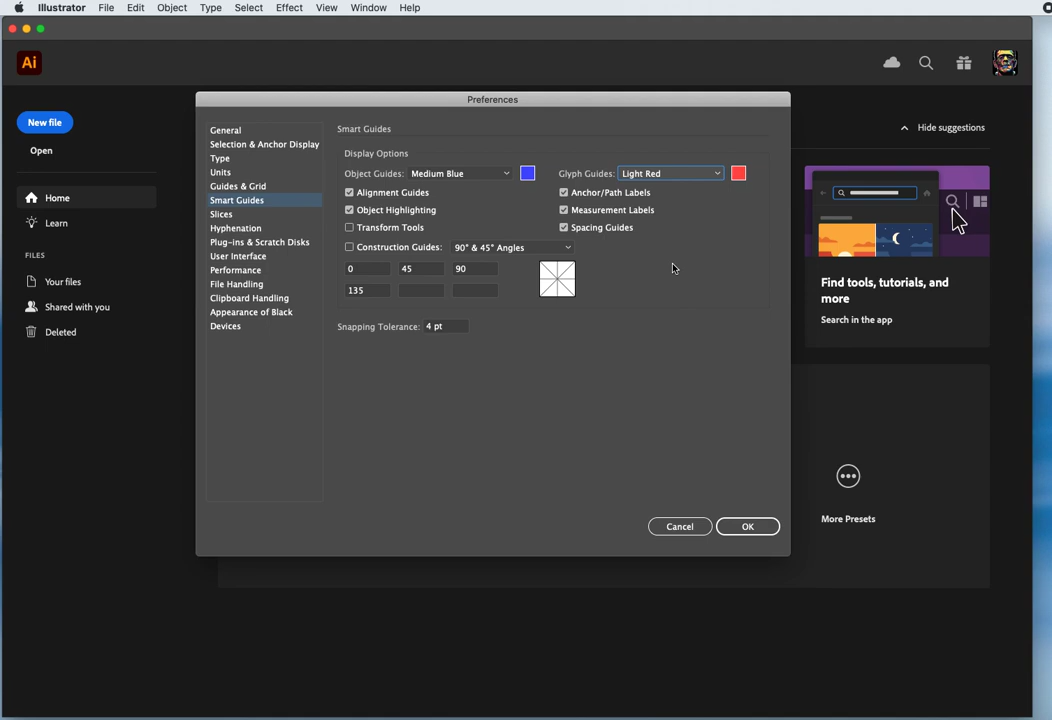 Illustrator File Edit Object Type Select Effect View Window Help
Ai
New file
Open
Home
Learn
FILES
Your files
Shared with you
Deleted
Hide suggestions
Preferences
General
Selection & Anchor Display
Type
Units
Guides & Grid
Smart Guides
Slices
Hyphenation
Plug-ins & Scratch Disks
User Interface
Performance
File Handling
Clipboard Handling
Appearance of Black
Devices
Smart Guides
Display Options
Object Guides: Medium Blue Glyph Guides: Light Red
Alignment Guides Anchor/Path Labels
Object Highlighting Measurement Labels
Transform Tools Spacing Guides
Construction Guides: 90° & 45° Angles
0 45 90
135
Snapping Tolerance: 4 pt
Cancel OK
Find tools, tutorials, and
more
Search in the app
More Presets